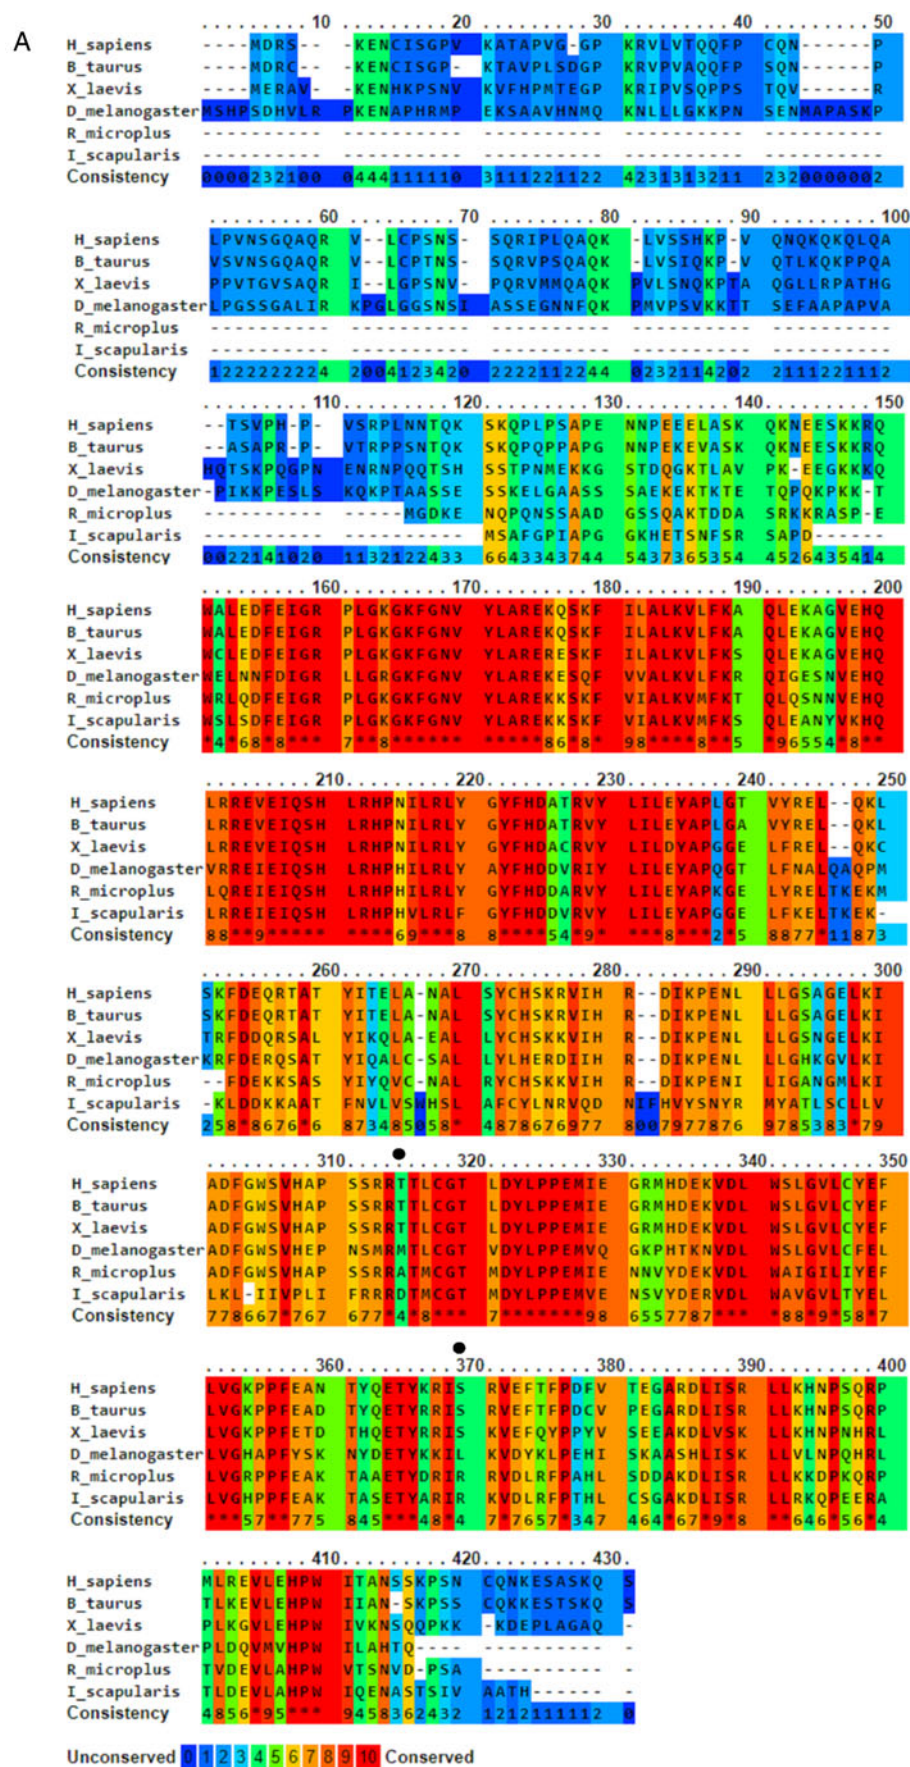 A
10 20 30 40 50
H_sapiens ----MDRS-- -KENCISGPV KATAPVG-GP KRVLVTQQFP CQN------P
B_taurus ----MDRC-- -KENCISGP- KTAVPLSDGP KRVPVAQQFP SQN------P
X_laevis ----MERAV- -KENHKPSNV KVFHPMTEGP KRIPVSQPPS TQV------R
D_melanogaster MSHPSDHVLR PKENAPHRMP EKSAAVHNMQ KNLLLGKKPN SENMAPASKP
R_microplus ---------- ---------- ---------- ---------- ----------
I_scapularis ---------- ---------- ---------- ---------- ----------
Consistency 0000232100 0444111110 3111221122 4231313211 2320000002
60 70 80 90 100
H_sapiens LPVNSGQAQR V--LCPSNS- SQRIPLQAQK -LVSSHKP-V QNQKQKQLQA
B_taurus VSVNSGQAQR V--LCPTNS- SQRVPSQAQK -LVSIQKP-V QTLKQKPPQA
X_laevis PPVTGVSAQR I--LGPSNV- PQRVMMQAQK PVLSNQKPTA QGLLRPATHG
D_melanogaster LPGSSGALIR KPGLGGSNSI ASSEGNNFQK PMVPSVKKTT SEFAAPAPVA
R_microplus ---------- ---------- ---------- ---------- ----------
I_scapularis ---------- ---------- ---------- ---------- ----------
Consistency 1222222224 2004123420 2222112244 0232114202 2111221112
110 120 130 140 150
H_sapiens --TSVPH-P- VSRPLNNTQK SKQPLPSAPE NNPEEELASK QKNEESKKRQ
B_taurus --ASAPR-P- VTRPPSNTQK SKQPQPPAPG NNPEKEVASK QKNEESKKRQ
X_laevis HQTSKPQGPN ENRNPQQTSH SSTPNMEKKG STDQGKTLAV PK-EEGKKKQ
D_melanogaster -PIKKPESLS KQKPTAASSE SSKELGAASS SAEKEKTKTE TQPQKPKK-T
R_microplus ---------- -----MGDKE NQPQNSSAAD GSSQAKTDDA SRKKRASP-E
I_scapularis ---------- ---------- MSAFGPIAPG GKHETSNFSR SAPD------
Consistency 0022141020 1132122433 6643343744 5437365354 4526435414
160 170 180 190 200
H_sapiens WALEDFEIGR PLGKGKFGNV YLAREKQSKF ILALKVLFKA QLEKAGVEHQ
B_taurus WALEDFEIGR PLGKGKFGNV YLAREKQSKF ILALKVLFKA QLEKAGVEHQ
X_laevis WCLEDFEIGR PLGKGKFGNV YLARERESKF ILALKVLFKS QLEKAGVEHQ
D_melanogaster WELNNFDIGR LLGRGKFGNV YLAREKESQF VVALKVLFKR QIGESNVEHQ
R_microplus WRLQDFEIGR PLGKGKFGNV YLAREKKSKF VIALKVMFKT QLQSNNVEHQ
I_scapularis WSLSDFEIGR PLGKGKFGNV YLAREKKSKF VIALKVMFKS QLEANYVKHQ
Consistency *4*68*8*** 7**8****** ******86*8 98****8**5 *96554*8**
210 220 230 240 250
H_sapiens LRREVEIQSH LRHPNILRLY GYFHDATRVY LILEYAPLGT VYREL--QKL
B_taurus LRREVEIQSH LRHPNILRLY GYFHDATRVY LILEYAPLGA VYREL--QKL
X_laevis LRREVEIQSH LRHPNILRLY GYFHDACRVY LILDYAPGGE LFREL--QKC
D_melanogaster VRREIEIQSH LRHPHILRLY AYFHDDVRIY LILEYAPQGT LFNALQAQPM
R_microplus LQREIEIQSH LRHPNILRLY GYFHDDARVY LILEYAPKGE LYRELTKEKM
I_scapularis LRREIEIQSH LRHPHVLRLF GYFHDDVRVY LILEYAPGGE LFKELTKEK-
Consistency 88**9***** ****69***8 8****54*9* ***8***2*5 8877*11873
260 270 280 290 300
H_sapiens SKFDEQRTAT YITELA-NAL SYCHSKRVIH R--DIKPENL LLGSAGELKI
B_taurus SKFDEQRTAT YITELA-NAL SYCHSKRVIH R--DIKPENL LLGSAGELKI
X_laevis TRFDDQRSAL YIKQLA-EAL LYCHSKKVIH R--DIKPENL LLGSNGELKI
D_melanogaster KRFDERQSAT YIQALC-SAL LYLHERDIIH R--DIKPENL LLGHKGVLKI
R_microplus --FDEKKSAS YIYQVC-NAL RYCHSKKVIH R--DIKPENI LIGANGMLKI
I_scapularis -KLDDKKAAT FNVLVSWHSL AFCYLNRVQD NIFHVYSNYR MYATLSCLLV
Consistency 258*8676*6 873485058* 4878676977 8007977876 9785383*79
310 320 330 340 350
H_sapiens ADFGWSVHAP SSRRTTLCGT LDYLPPEMIE GRMHDEKVDL WSLGVLCYEF
B_taurus ADFGWSVHAP SSRRTTLCGT LDYLPPEMIE GRMHDEKVDL WSLGVLCYEF
X_laevis ADFGWSVHAP SSRRTTLCGT LDYLPPEMIE GRMHDEKVDL WSLGVLCYEF
D_melanogaster ADFGWSVHEP NSMRMTLCGT VDYLPPEMVQ GKPHTKNVDL WSLGVLCFEL
R_microplus ADFGWSVHAP SSRRATMCGT MDYLPPEMIE NNVYDEKVDL WAIGILIYEF
I_scapularis LKL-IIVPLI FRRRDTMCGT MDYLPPEMVE NSVYDERVDL WAVGVLTYEL
Consistency 778667*767 677*4*8*** 7*******98 6655787*** *88*9*58*7
360 370 380 390 400
H_sapiens LVGKPPFEAN TYQETYKRIS RVEFTFPDFV TEGARDLISR LLKHNPSQRP
B_taurus LVGKPPFEAD TYQETYRRIS RVEFTFPDCV PEGARDLISR LLKHNPSQRP
X_laevis LVGKPPFETD THQETYRRIS KVEFQYPPYV SEEAKDLVSK LLKHNPNHRL
D_melanogaster LVGHAPFYSK NYDETYKKIL KVDYKLPEHI SKAASHLISK LLVLNPQHRL
R_microplus LVGRPPFEAK TAAETYDRIR RVDLRFPAHL SDDAKDLISR LLKKDPKQRP
I_scapularis LVGHPPFEAK TASETYARIR KVDLRFPTHL CSGAKDLISR LLRKQPEERA
Consistency ***57**775 845***48*4 7*7657*347 464*67*9*8 **646*56*4
410 420 430
H_sapiens MLREVLEHPW ITANSSKPSN CQNKESASKQ S
B_taurus TLKEVLEHPW IIAN-SKPSS CQKKESTSKQ S
X_laevis PLKGVLEHPW IVKNSQQPKK -KDEPLAGAQ -
D_melanogaster PLDQVMVHPW ILAHTQ---- ---------- -
R_microplus TVDEVLAHPW VTSNVD-PSA ---------- -
I_scapularis TLDEVLAHPW IQENASTSIV AATH------ -
Consistency 4856*95*** 9458362432 1212111112 0
Unconserved 0 1 2 3 4 5 6 7 8 9 10 Conserved